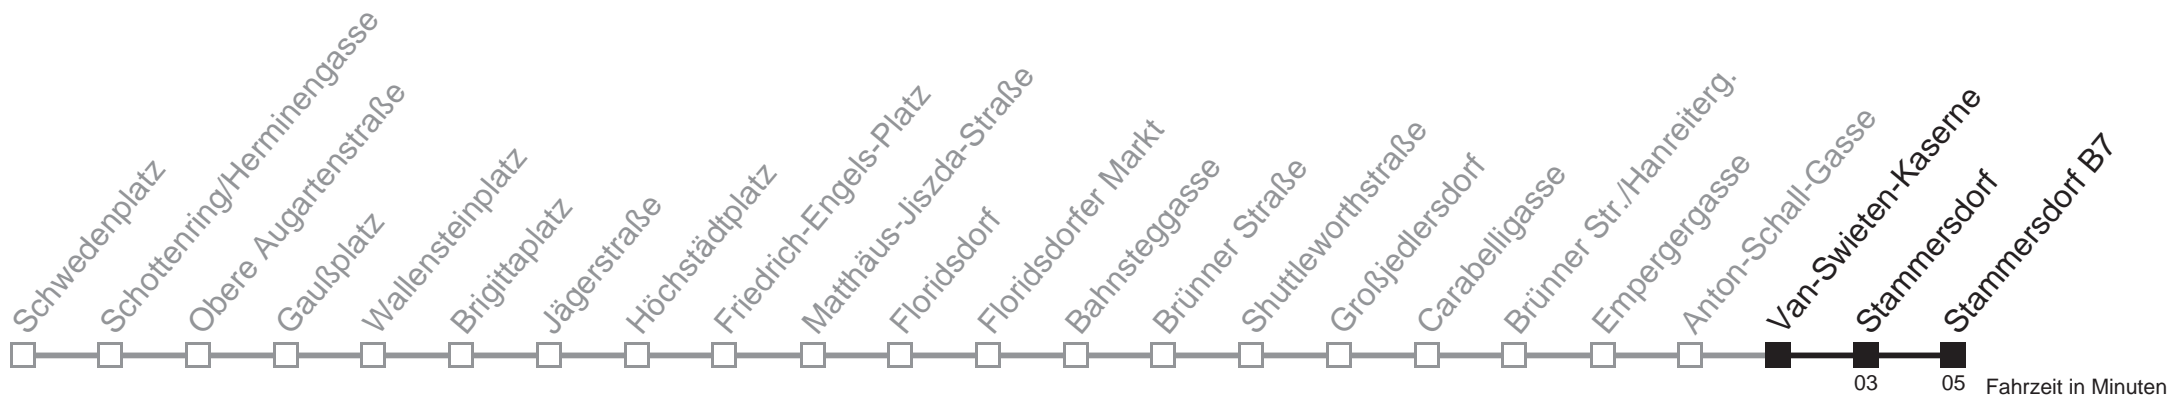 Schwedenplatz
Schottenring/Herminengasse
Obere Augartenstraße
Gaußplatz
Wallensteinplatz
Brigittaplatz
Jägerstraße
Höchstädtplatz
Friedrich-Engels-Platz
Matthäus-Jiszda-Straße
Floridsdorf
Floridsdorfer Markt
Bahnsteggasse
Brünner Straße
Shuttleworthstraße
Großjedlersdorf
Carabelligasse
Brünner Str./Hanreiterg.
Empergergasse
Anton-Schall-Gasse
Van-Swieten-Kaserne
Stammersdorf
Stammersdorf B7
03
05
Fahrzeit in Minuten